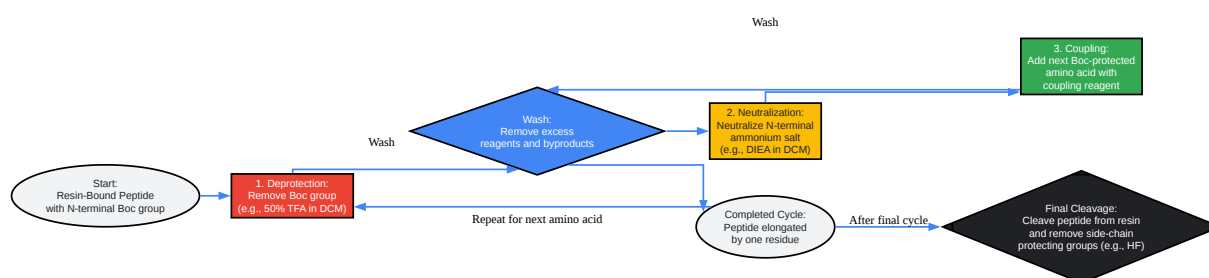 Wash
3. Coupling:
Add next Boc-protected
amino acid with
coupling reagent
Wash:
Remove excess
reagents and byproducts
2. Neutralization:
Neutralize N-terminal
ammonium salt
(e.g., DIEA in DCM)
Wash
Start:
Resin-Bound Peptide
with N-terminal Boc group
1. Deprotection:
Remove Boc group
(e.g., 50% TFA in DCM)
Repeat for next amino acid
Completed Cycle:
Peptide elongated
by one residue
After final cycle
Final Cleavage:
Cleave peptide from resin
and remove side-chain
protecting groups (e.g., HF)